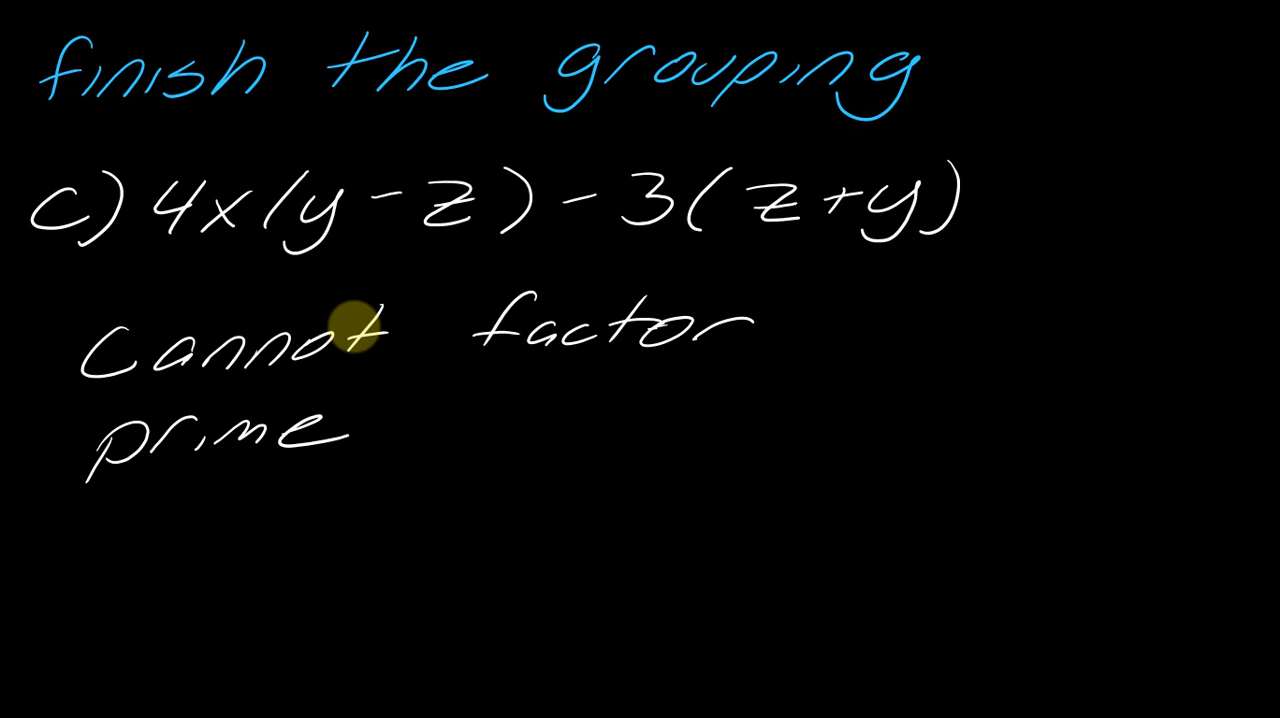 finish the grouping
c) 4x(y-z) - 3(z+y)
cannot factor
prime